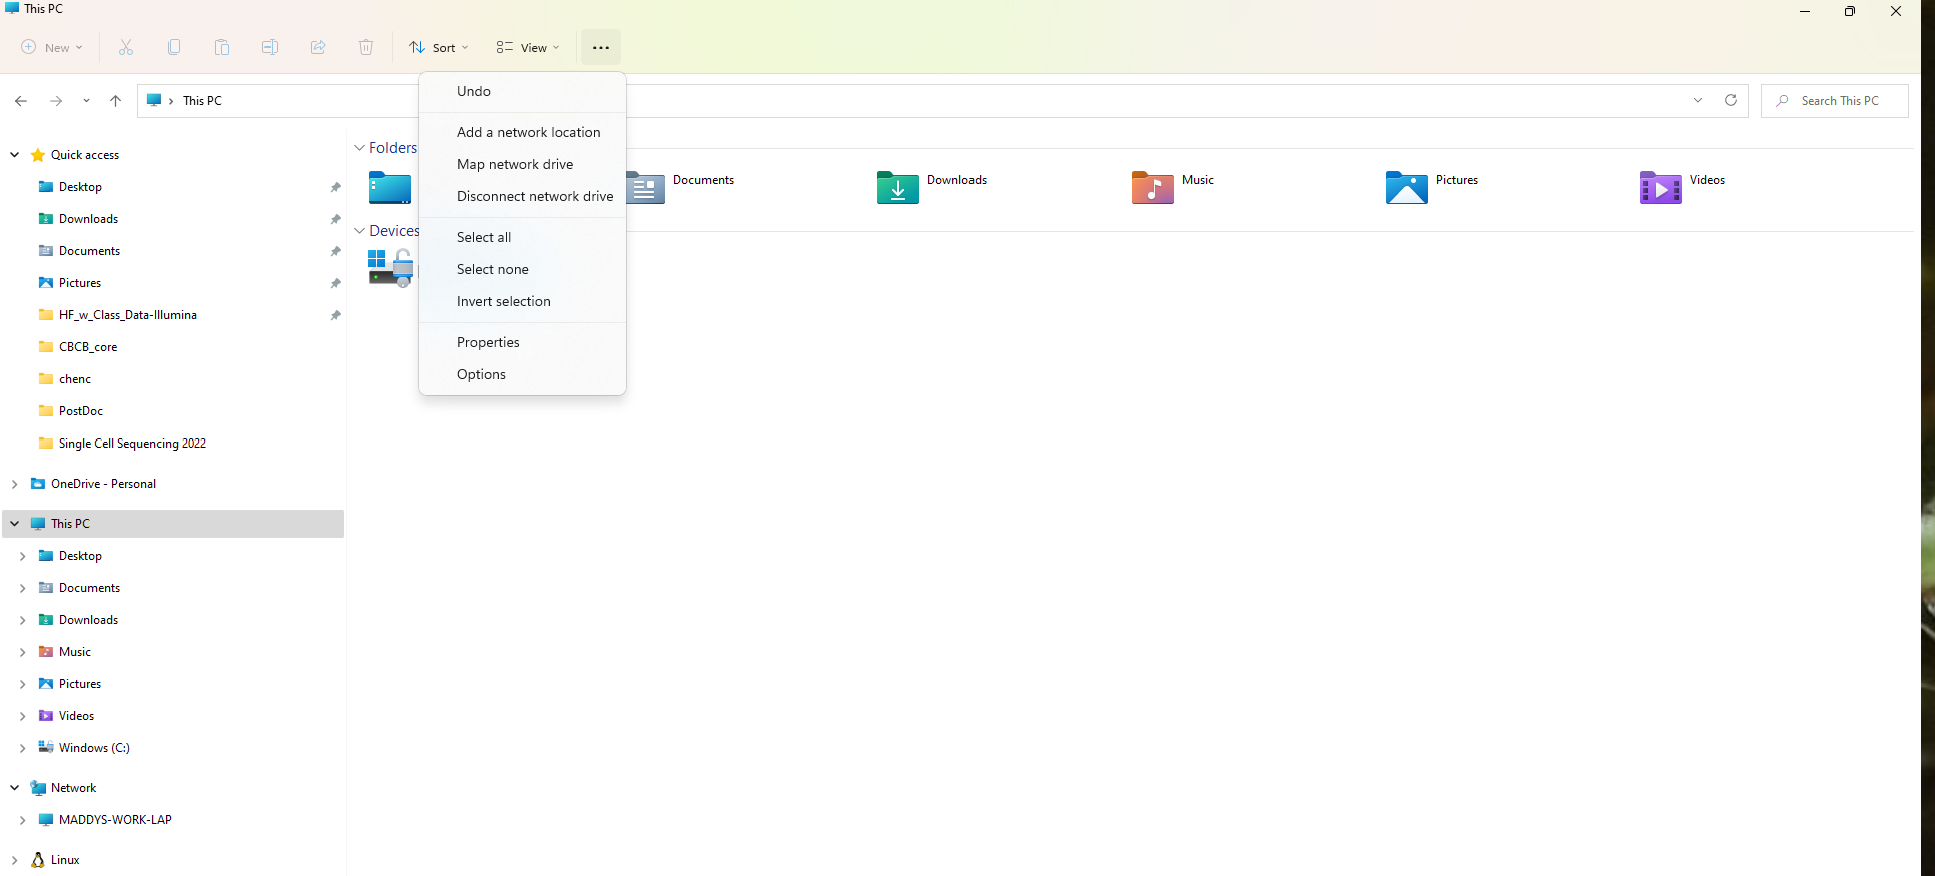 This PC
New
Sort
View
Undo
Add a network location
Map network drive
Disconnect network drive
Select all
Select none
Invert selection
Properties
Options
This PC
Search This PC
Quick access
Desktop
Downloads
Documents
Pictures
HF_w_Class_Data-Illumina
CBCB_core
chenc
PostDoc
Single Cell Sequencing 2022
OneDrive - Personal
This PC
Desktop
Documents
Downloads
Music
Pictures
Videos
Windows (C:)
Network
MADDYS-WORK-LAP
Linux
Folders
Documents
Downloads
Music
Pictures
Videos
Devices